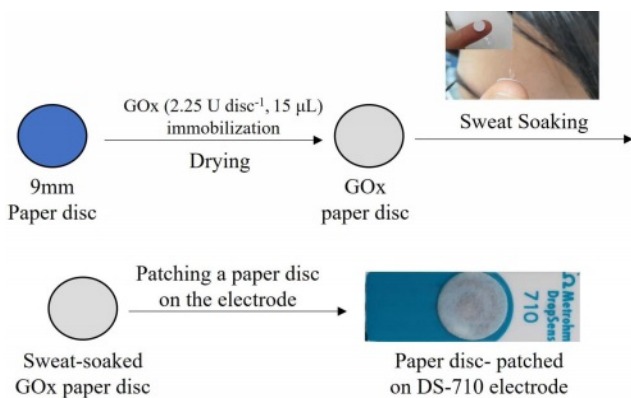 GOx (2.25 U disc⁻¹, 15 μL)
immobilization
Drying
Sweat Soaking
9mm
Paper disc
GOx
paper disc
Patching a paper disc
on the electrode
Sweat-soaked
GOx paper disc
Metrohm
DropSens
710
Paper disc- patched
on DS-710 electrode